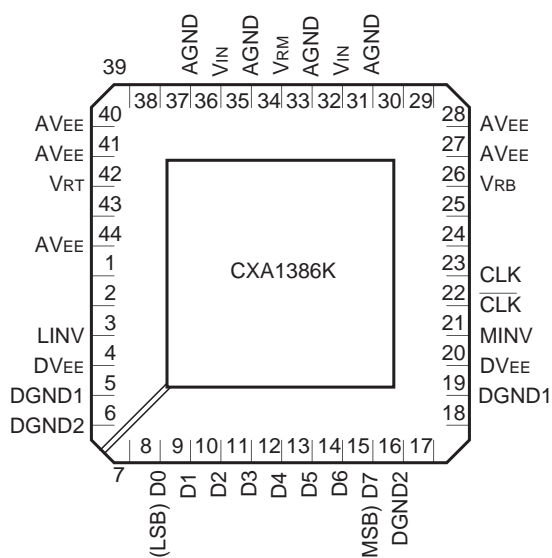 AGND
VIN
AGND
VRM
AGND
VIN
AGND
39
38 37 36 35 34 33 32 31 30 29
AVEE 40
AVEE 41
VRT 42
43
AVEE 44
1
2
LINV 3
DVEE 4
DGND1 5
DGND2 6
7
28 AVEE
27 AVEE
26 VRB
25
24
23 CLK
22 CLK
21 MINV
20 DVEE
19 DGND1
18
CXA1386K
8 9 10 11 12 13 14 15 16 17
(LSB) D0
D1
D2
D3
D4
D5
D6
MSB) D7
DGND2